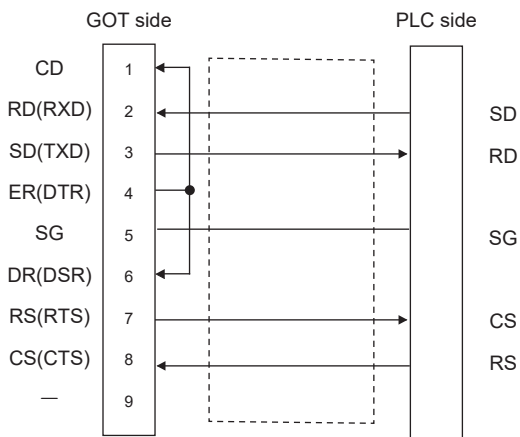 GOT side PLC side
CD 1
RD(RXD) 2 SD
SD(TXD) 3 RD
ER(DTR) 4
SG 5 SG
DR(DSR) 6
RS(RTS) 7 CS
CS(CTS) 8 RS
— 9